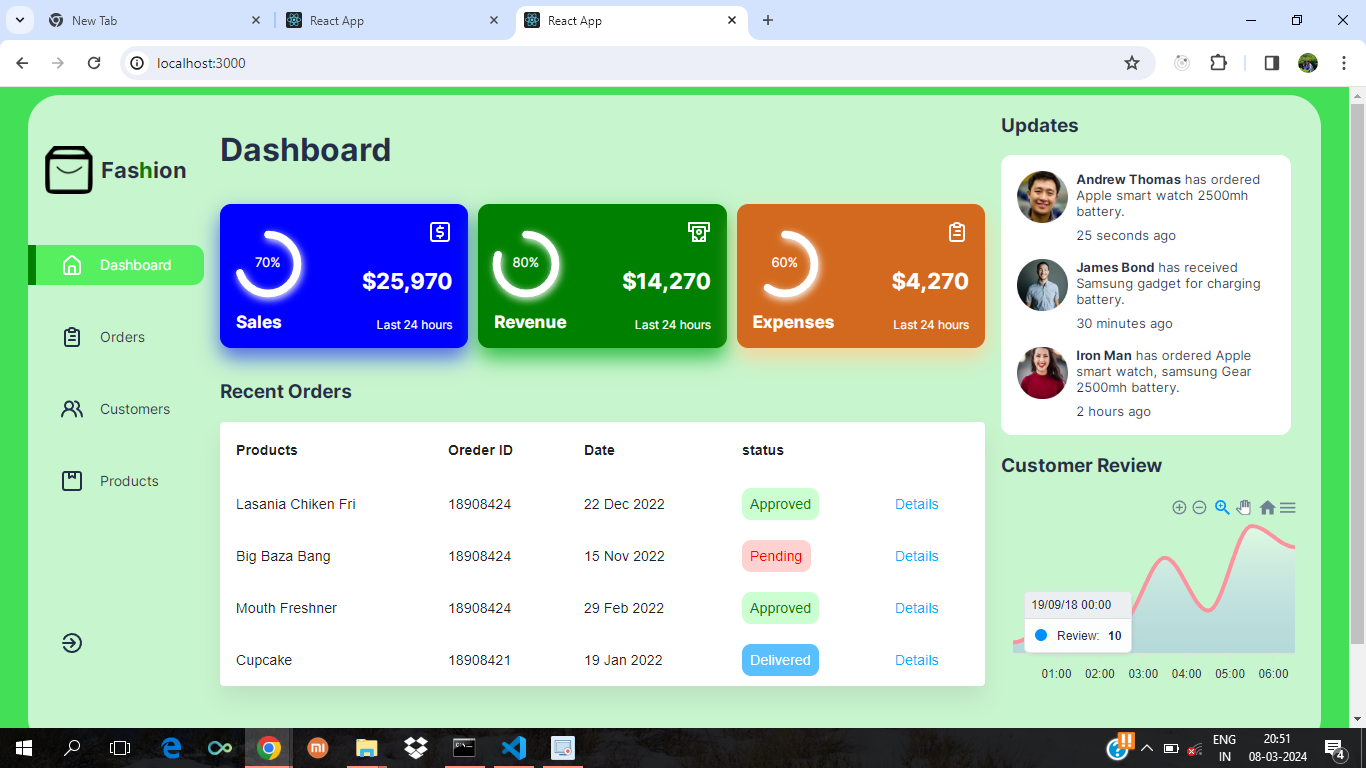 New Tab
React App
React App
localhost:3000
Fashion
Dashboard
Orders
Customers
Products
Dashboard
70%
$25,970
Sales
Last 24 hours
80%
$14,270
Revenue
Last 24 hours
60%
$4,270
Expenses
Last 24 hours
Recent Orders
Products Oreder ID Date status
Lasania Chiken Fri 18908424 22 Dec 2022 Approved Details
Big Baza Bang 18908424 15 Nov 2022 Pending Details
Mouth Freshner 18908424 29 Feb 2022 Approved Details
Cupcake 18908421 19 Jan 2022 Delivered Details
Updates
Andrew Thomas has ordered
Apple smart watch 2500mh
battery.
25 seconds ago
James Bond has received
Samsung gadget for charging
battery.
30 minutes ago
Iron Man has ordered Apple
smart watch, samsung Gear
2500mh battery.
2 hours ago
Customer Review
19/09/18 00:00
Review: 10
01:00 02:00 03:00 04:00 05:00 06:00
ENG
IN
20:51
08-03-2024
4